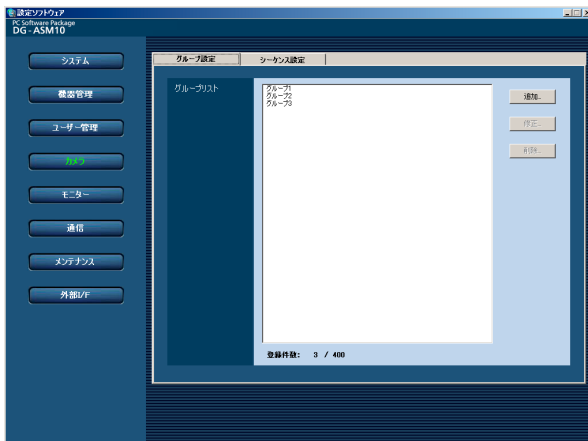 設定ソフトウェア
PC Software Package
DG-ASM10
システム
機器管理
ユーザー管理
カメラ
モニター
通信
メンテナンス
外部I/F
グループ設定
シーケンス設定
グループリスト
グループ1
グループ2
グループ3
追加...
修正...
削除...
登録件数: 3 / 400